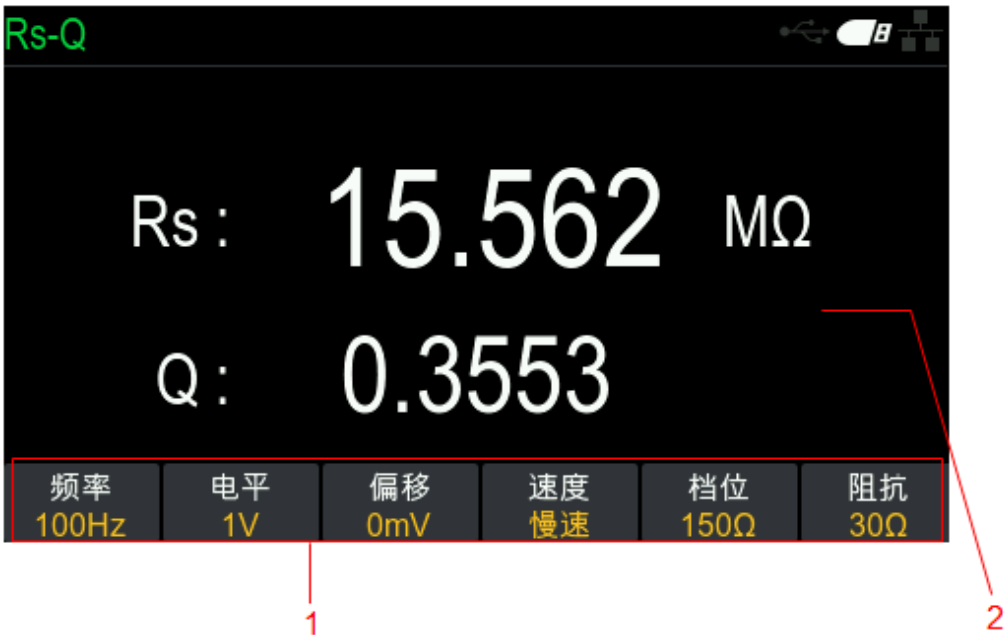 Rs-Q
Rs : 15.562 MΩ
Q : 0.3553
频率 电平 偏移 速度 档位 阻抗
100Hz 1V 0mV 慢速 150Ω 30Ω
1
2